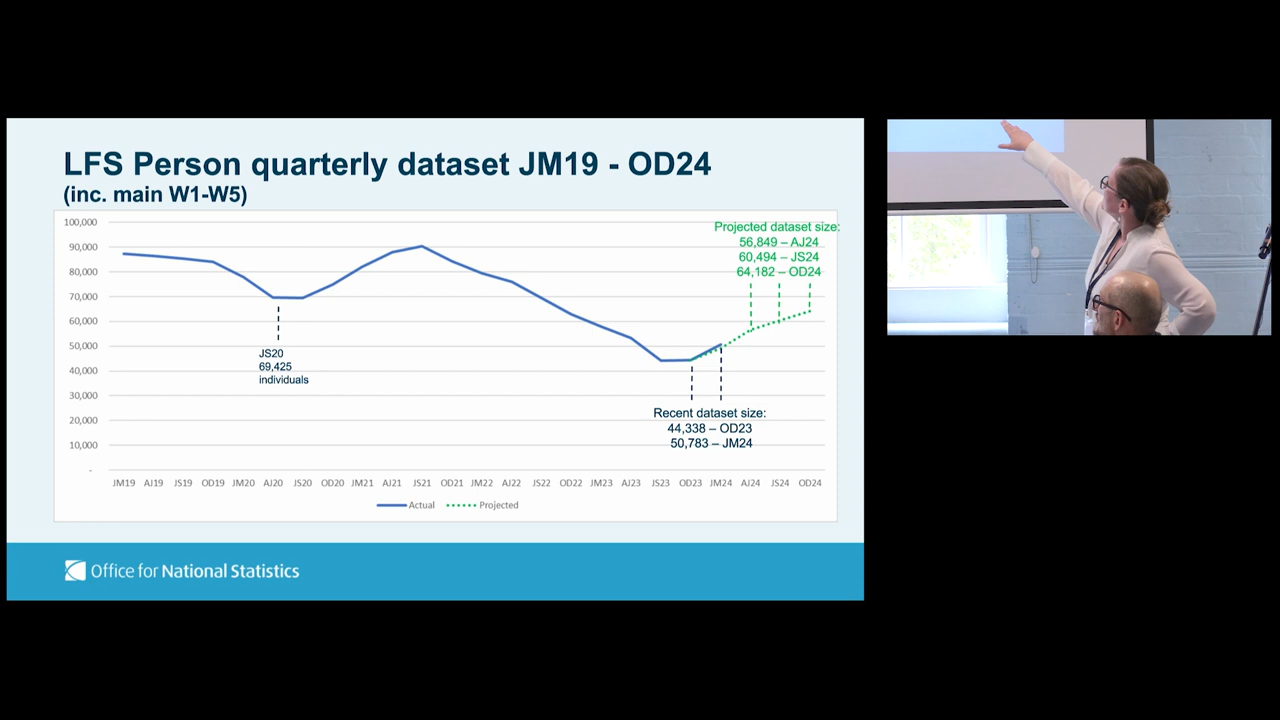 LFS Person quarterly dataset JM19 - OD24
(inc. main W1-W5)
100,000
90,000
80,000
70,000
60,000
50,000
40,000
30,000
20,000
10,000
-
Projected dataset size:
56,849 – AJ24
60,494 – JS24
64,182 – OD24
JS20
69,425
individuals
Recent dataset size:
44,338 – OD23
50,783 – JM24
JM19 AJ19 JS19 OD19 JM20 AJ20 JS20 OD20 JM21 AJ21 JS21 OD21 JM22 AJ22 JS22 OD22 JM23 AJ23 JS23 OD23 JM24 AJ24 JS24 OD24
Actual Projected
Office for National Statistics